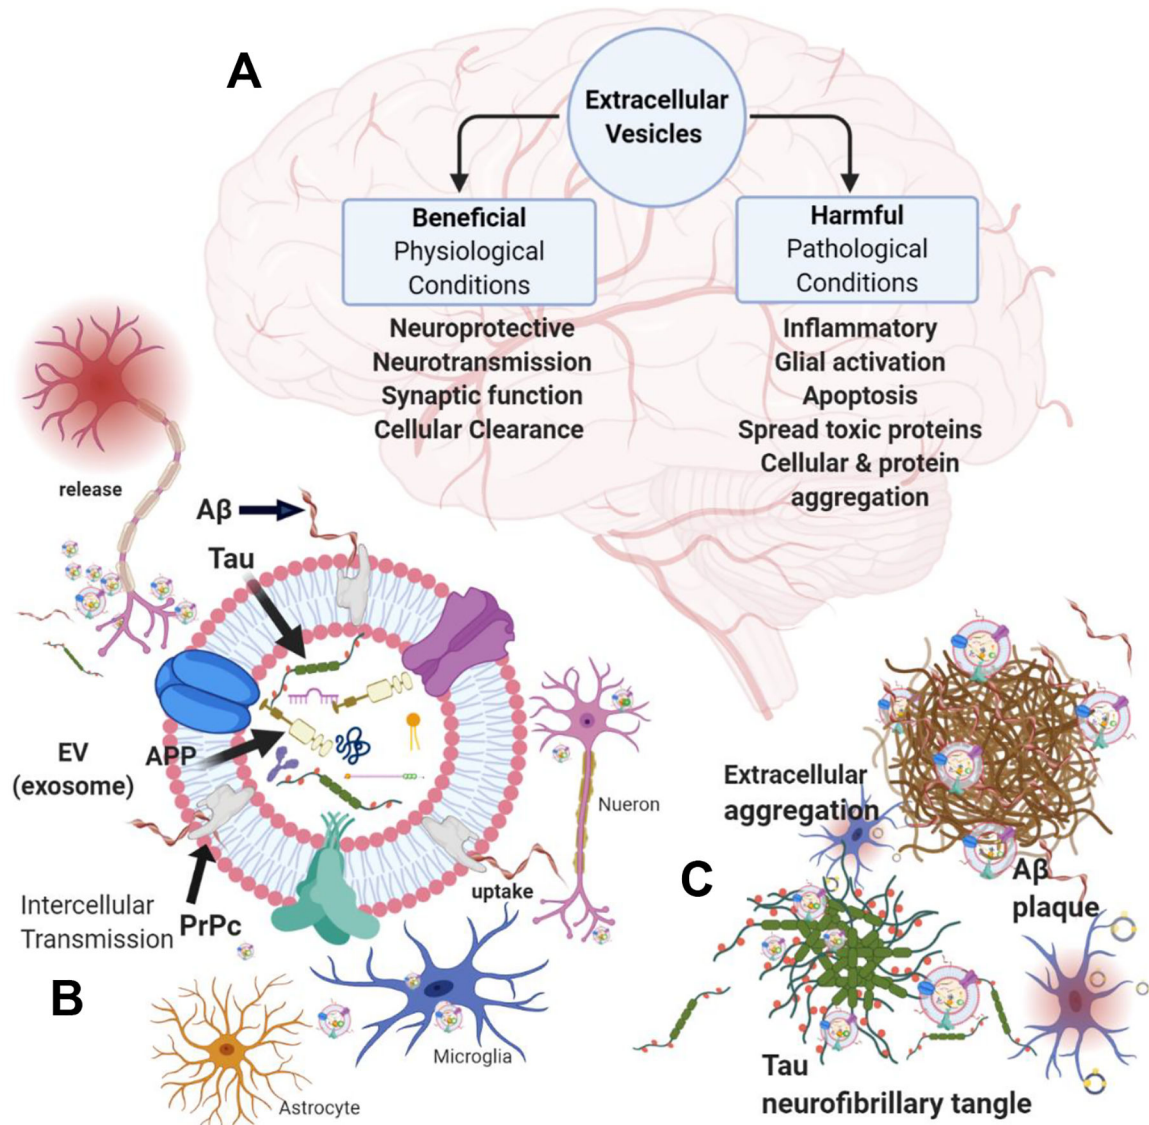 A
Extracellular
Vesicles
Beneficial
Physiological
Conditions
Neuroprotective
Neurotransmission
Synaptic function
Cellular Clearance
Harmful
Pathological
Conditions
Inflammatory
Glial activation
Apoptosis
Spread toxic proteins
Cellular & protein
aggregation
release
Aβ
Tau
EV
(exosome)
APP
Intercellular
Transmission
PrPc
uptake
Nueron
B
Astrocyte
Microglia
Extracellular
aggregation
C
Aβ
plaque
Tau
neurofibrillary tangle